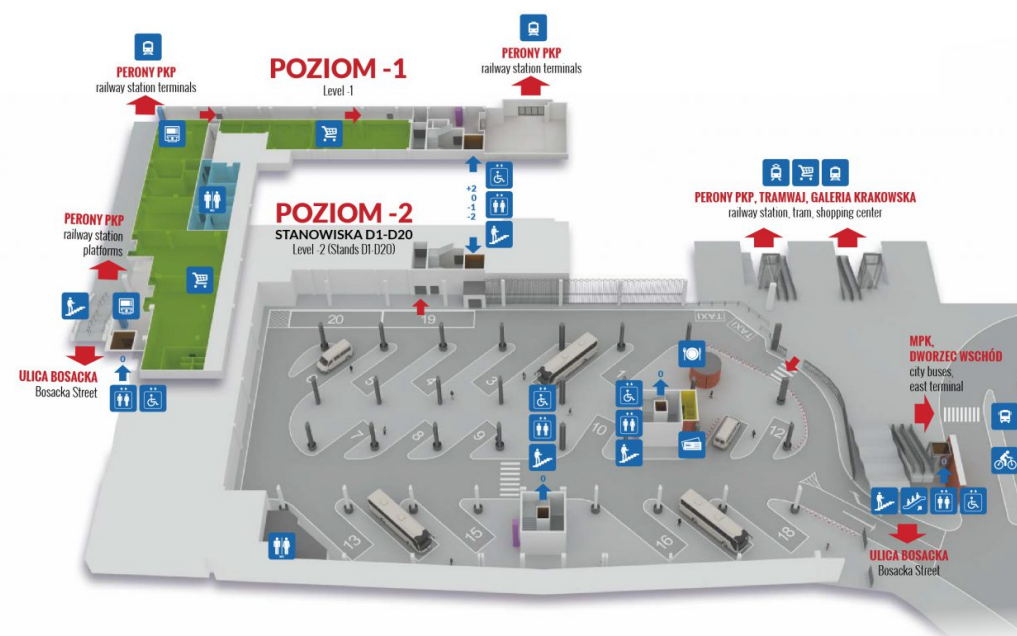 PERONY PKP
railway station terminals
POZIOM -1
Level -1
PERONY PKP
railway station terminals
+2
0
-1
-2
POZIOM -2
STANOWISKA D1-D20
Level -2 (Stands D1-D20)
PERONY PKP
railway station
platforms
0
ULICA BOSACKA
Bosacka Street
PERONY PKP, TRAMWAJ, GALERIA KRAKOWSKA
railway station, tram, shopping center
MPK,
DWORZEC WSCHÓD
city buses,
east terminal
TAXI
TAXI
20
19
5
4
3
1
0
7
8
9
10
12
0
0
13
15
16
18
ULICA BOSACKA
Bosacka Street